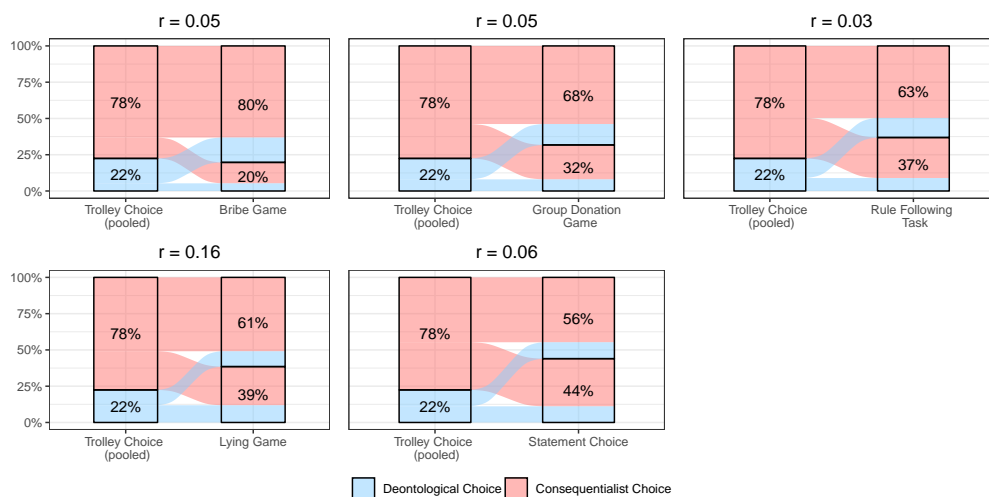 r = 0.05
r = 0.05
r = 0.03
100%
75%
50%
25%
0%
78%
22%
80%
20%
78%
22%
68%
32%
78%
22%
63%
37%
Trolley Choice
(pooled)
Bribe Game
Trolley Choice
(pooled)
Group Donation
Game
Trolley Choice
(pooled)
Rule Following
Task
r = 0.16
r = 0.06
100%
75%
50%
25%
0%
78%
22%
61%
39%
78%
22%
56%
44%
Trolley Choice
(pooled)
Lying Game
Trolley Choice
(pooled)
Statement Choice
Deontological Choice
Consequentialist Choice